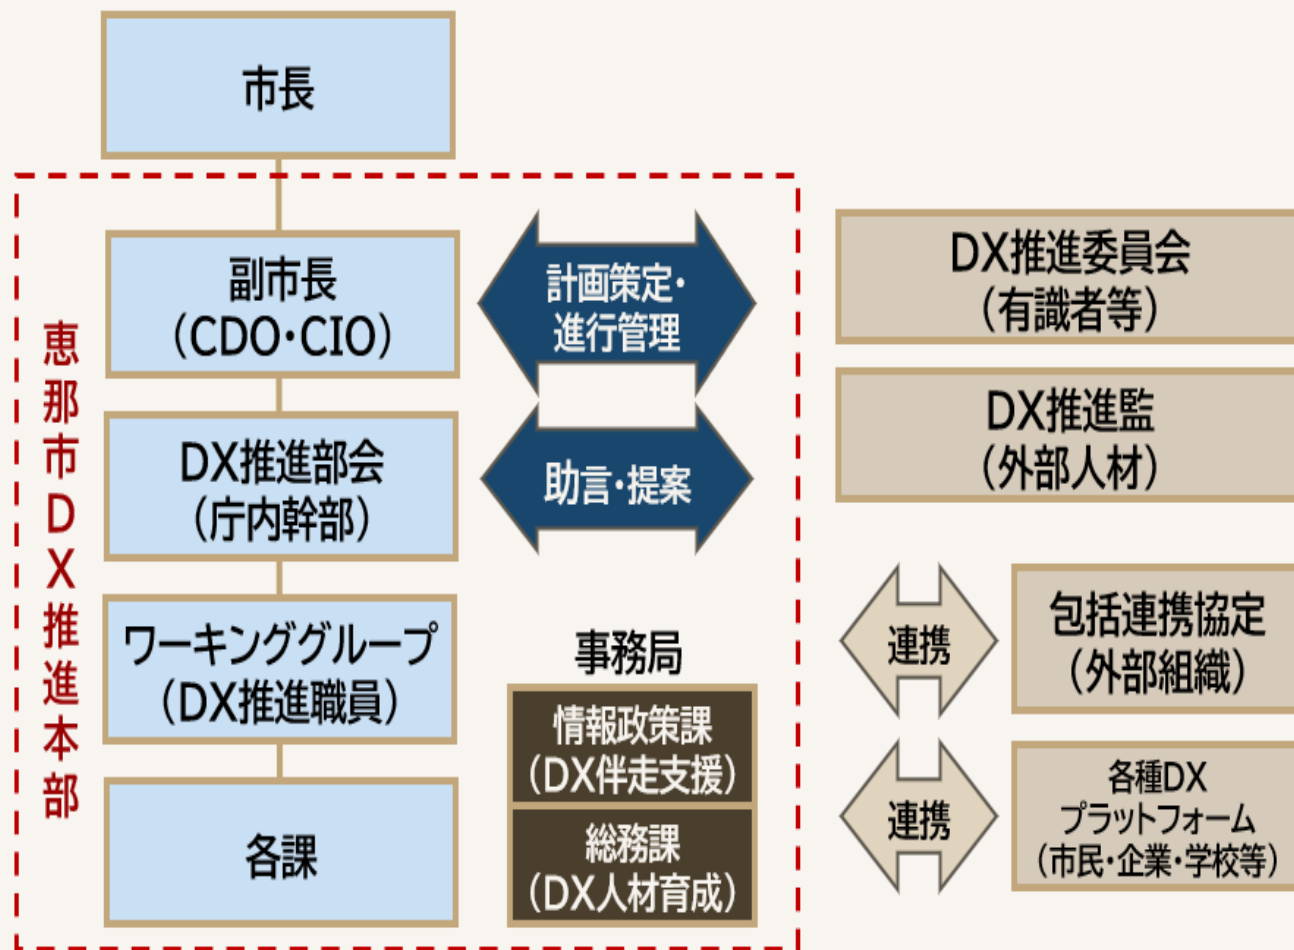 市長
恵那市DX推進本部
副市長
(CDO・CIO)
計画策定・
進行管理
DX推進委員会
(有識者等)
DX推進部会
(庁内幹部)
助言・提案
DX推進監
(外部人材)
ワーキンググループ
(DX推進職員)
事務局
情報政策課
(DX伴走支援)
総務課
(DX人材育成)
各課
連携
包括連携協定
(外部組織)
連携
各種DX
プラットフォーム
(市民・企業・学校等)